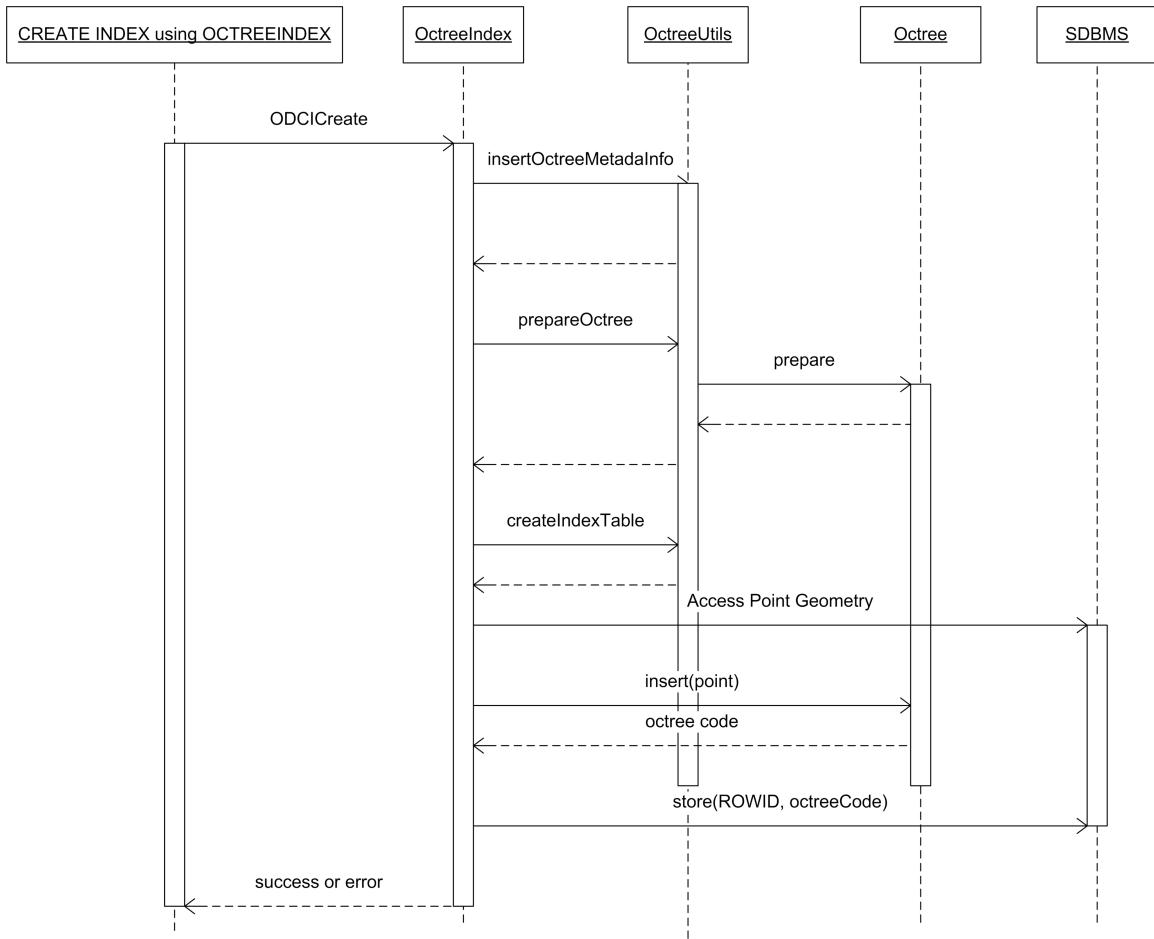 CREATE INDEX using OCTREEINDEX
OctreeIndex
OctreeUtils
Octree
SDBMS
ODCICreate
insertOctreeMetadaInfo
prepareOctree
prepare
createIndexTable
Access Point Geometry
insert(point)
octree code
store(ROWID, octreeCode)
success or error